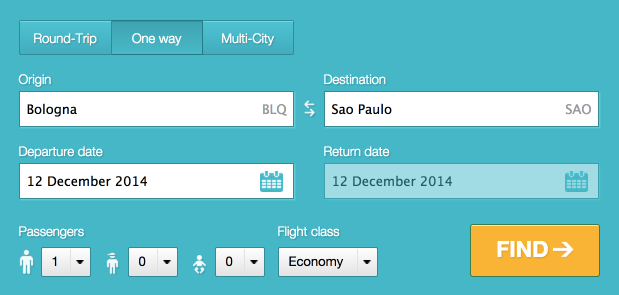 Round-Trip One way Multi-City
Origin Destination
Bologna BLQ Sao Paulo SAO
Departure date Return date
12 December 2014 12 December 2014
Passengers Flight class
1 0 0 Economy FIND